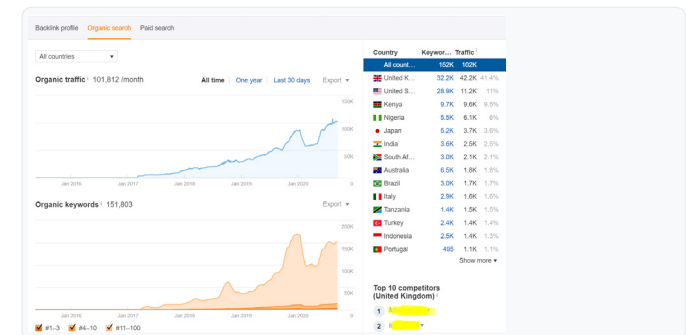 Backlink profile Organic search Paid search
All countries
Organic traffic i 101,812 /month All time One year Last 30 days Export
150K
100K
50K
0
Jan 2016 Jan 2017 Jan 2018 Jan 2019 Jan 2020
Organic keywords i 151,803 Export
200K
150K
100K
50K
0
Jan 2016 Jan 2017 Jan 2018 Jan 2019 Jan 2020
#1–3 #4–10 #11–100
Country Keywor... Traffic i
All count... 152K 102K
United K... 32.2K 42.2K 41.4%
United S... 28.9K 11.2K 11%
Kenya 9.7K 9.6K 9.5%
Nigeria 5.5K 6.1K 6%
Japan 5.2K 3.7K 3.6%
India 3.6K 2.5K 2.5%
South Af... 3.0K 2.1K 2.1%
Australia 6.5K 1.8K 1.8%
Brazil 3.0K 1.7K 1.7%
Italy 2.9K 1.6K 1.6%
Tanzania 1.4K 1.5K 1.5%
Turkey 2.4K 1.4K 1.4%
Indonesia 2.5K 1.4K 1.3%
Portugal 495 1.1K 1.1%
Show more
Top 10 competitors
(United Kingdom) i
1
2